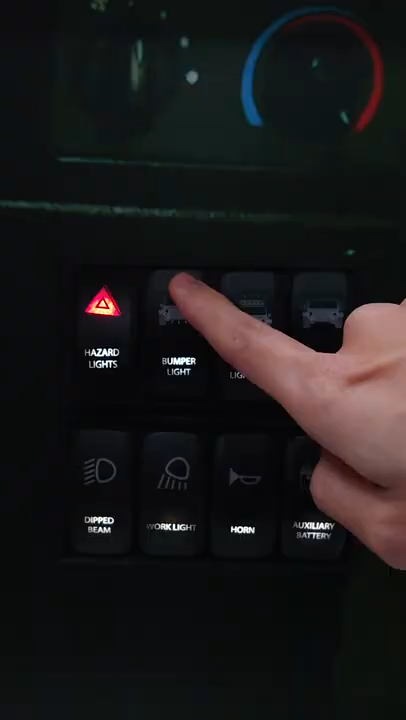 HAZARD
LIGHTS
BUMPER
LIGHT
DIPPED
BEAM
WORK LIGHT
HORN
AUXILIARY
BATTERY